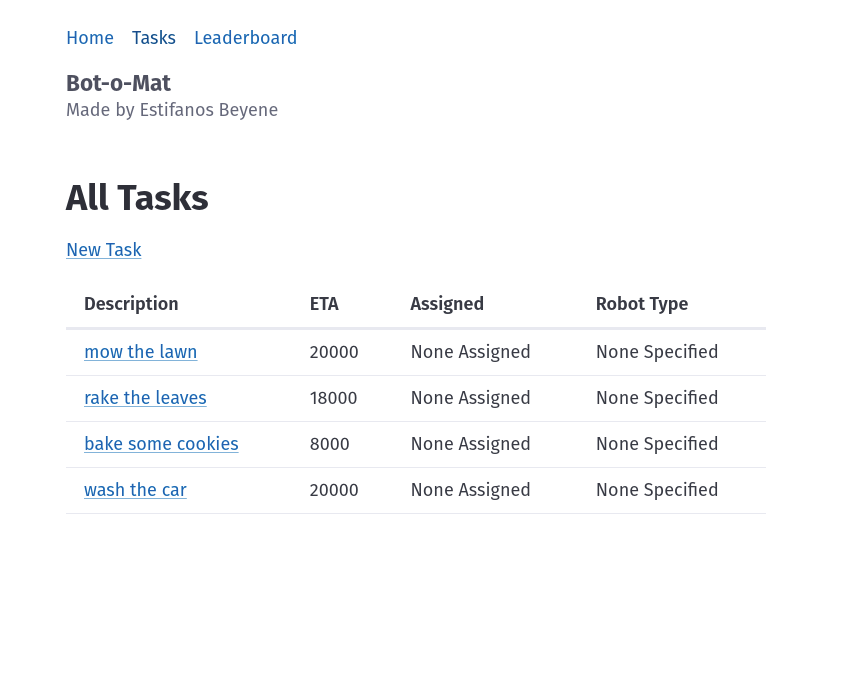 Home Tasks Leaderboard
Bot-o-Mat
Made by Estifanos Beyene
All Tasks
New Task
Description ETA Assigned Robot Type
mow the lawn 20000 None Assigned None Specified
rake the leaves 18000 None Assigned None Specified
bake some cookies 8000 None Assigned None Specified
wash the car 20000 None Assigned None Specified